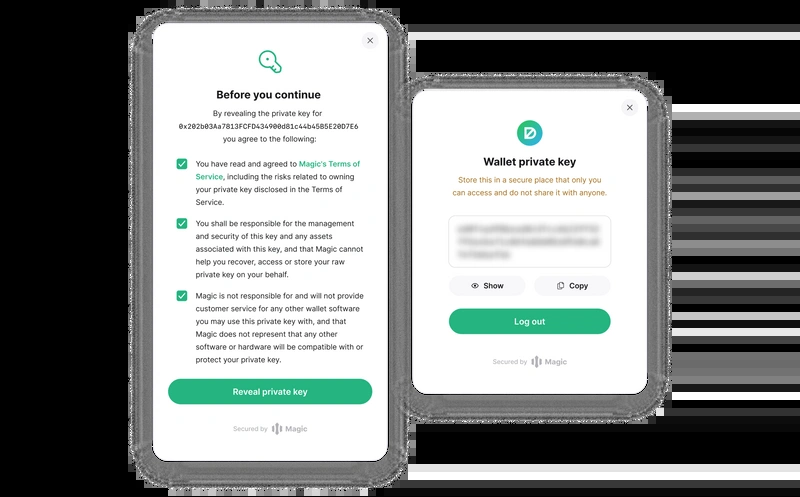 Before you continue
By revealing the private key for
0x202b03Aa7813FCFD434900d81c44b45B5E20D7E6
you agree to the following:
You have read and agreed to Magic's Terms of
Service, including the risks related to owning
your private key disclosed in the Terms of
Service.
You shall be responsible for the management
and security of this key and any assets
associated with this key, and that Magic cannot
help you recover, access or store your raw
private key on your behalf.
Magic is not responsible for and will not provide
customer service for any other wallet software
you may use this private key with, and that
Magic does not represent that any other
software or hardware will be compatible with or
protect your private key.
Reveal private key
Secured by Magic
Wallet private key
Store this in a secure place that only you
can access and do not share it with anyone.
Show
Copy
Log out
Secured by Magic